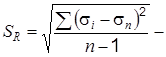 S_R = √(∑(σ_i − σ_n)² / (n − 1)) −